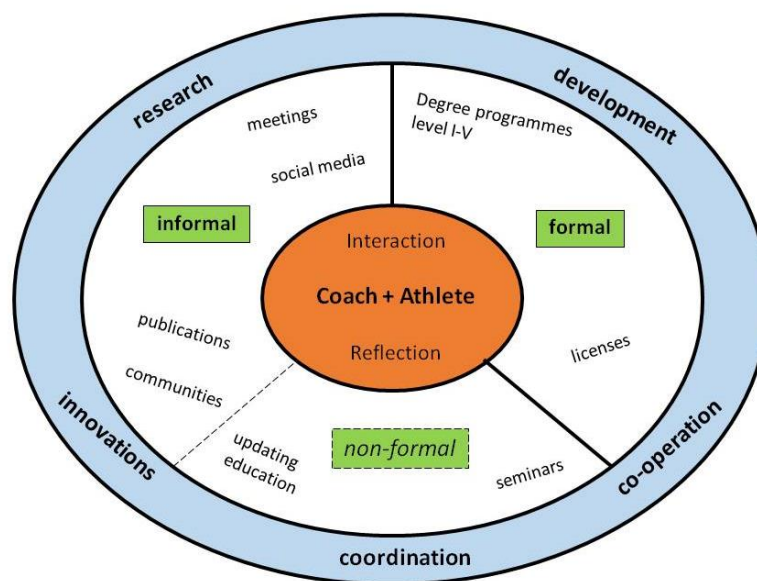 research
development
meetings
Degree programmes
level I-V
social media
informal
formal
Interaction
Coach + Athlete
Reflection
publications
licenses
communities
innovations
updating
education
non-formal
seminars
co-operation
coordination